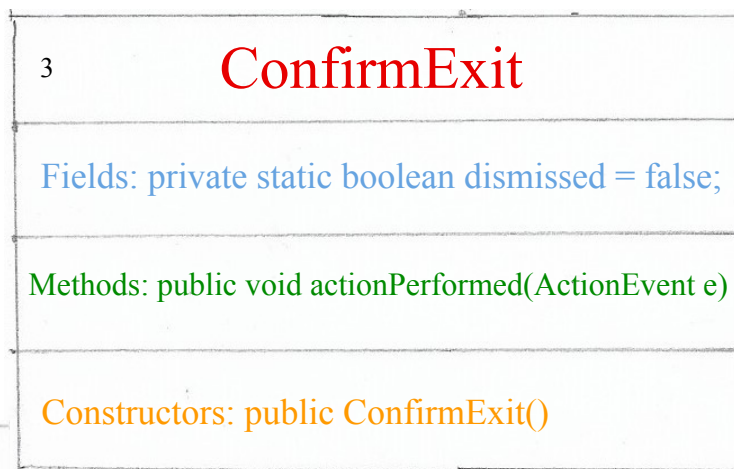 3
ConfirmExit
Fields: private static boolean dismissed = false;
Methods: public void actionPerformed(ActionEvent e)
Constructors: public ConfirmExit()